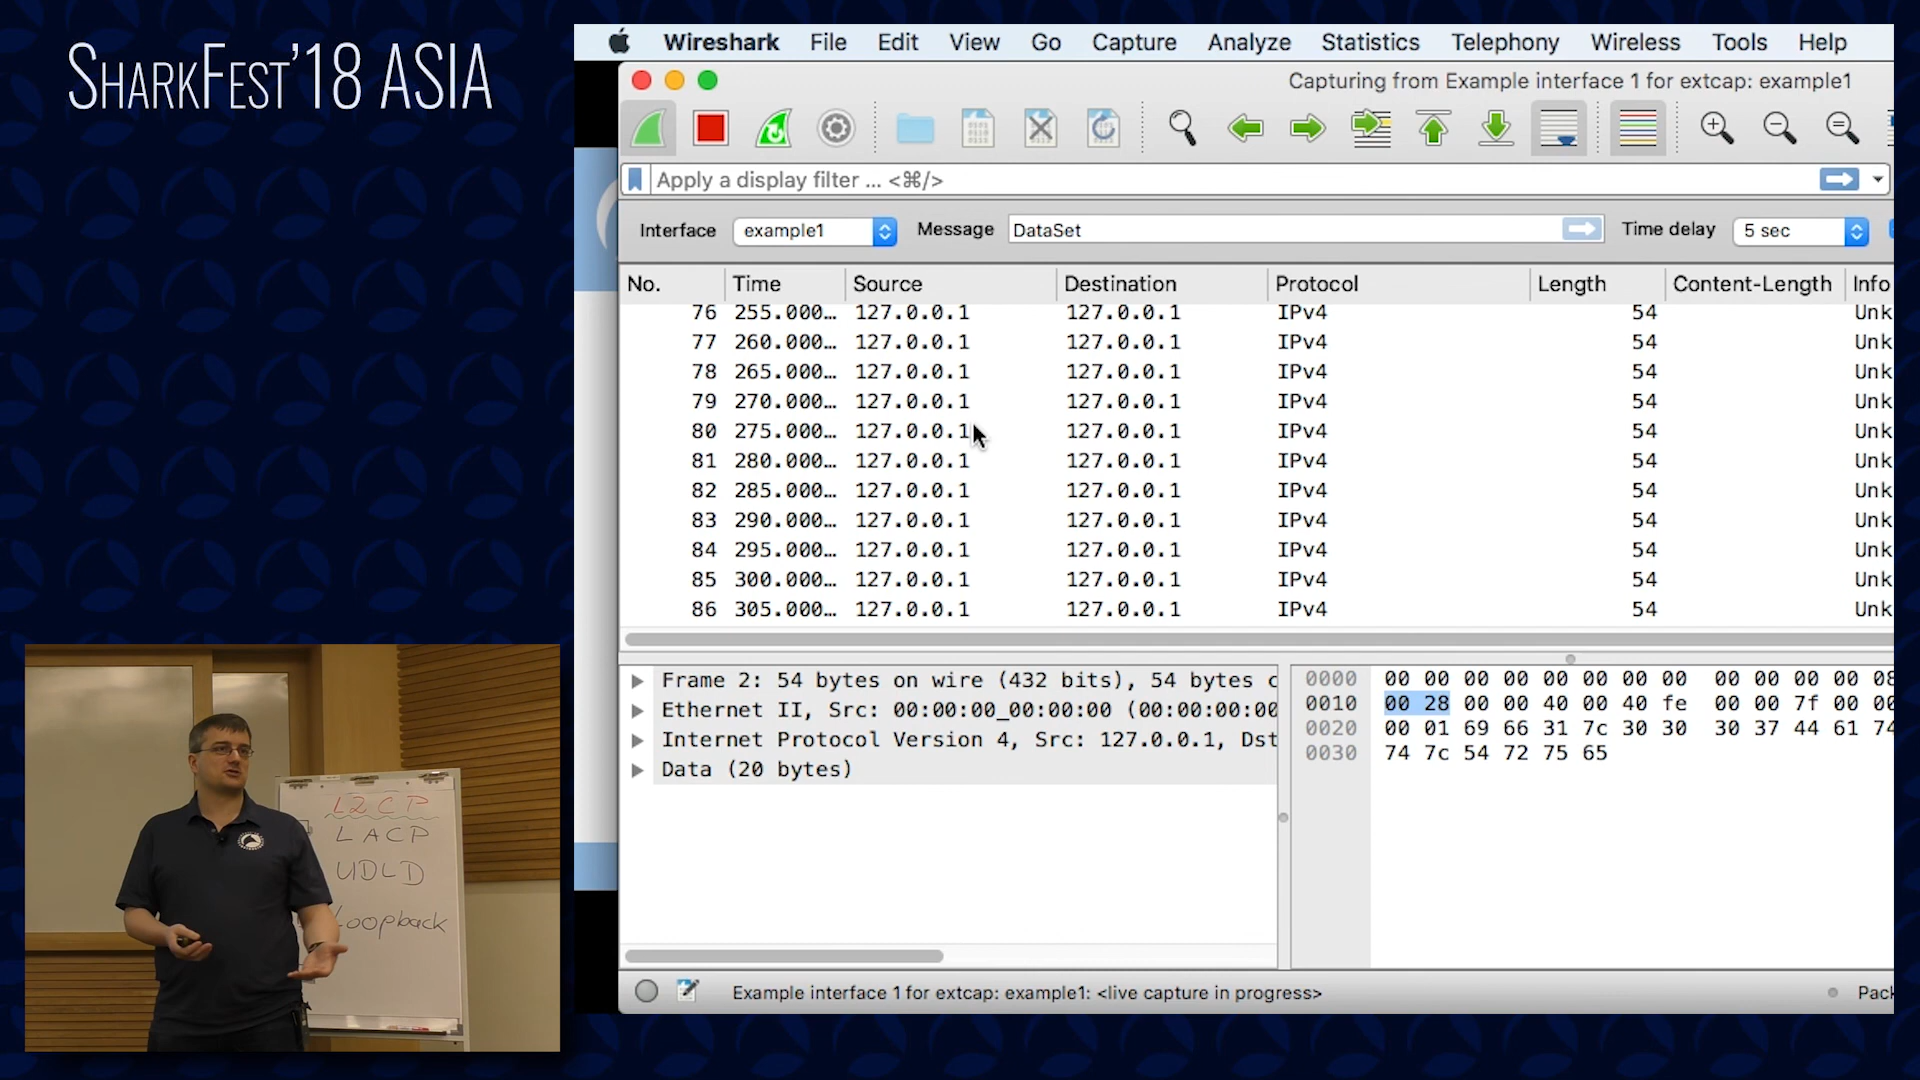 SHARKFEST'18 ASIA
Wireshark File Edit View Go Capture Analyze Statistics Telephony Wireless Tools Help
Capturing from Example interface 1 for extcap: example1
Apply a display filter ... <⌘/>
Interface example1 Message DataSet Time delay 5 sec
No. Time Source Destination Protocol Length Content-Length Info
76 255.000… 127.0.0.1 127.0.0.1 IPv4 54 Unk
77 260.000… 127.0.0.1 127.0.0.1 IPv4 54 Unk
78 265.000… 127.0.0.1 127.0.0.1 IPv4 54 Unk
79 270.000… 127.0.0.1 127.0.0.1 IPv4 54 Unk
80 275.000… 127.0.0.1 127.0.0.1 IPv4 54 Unk
81 280.000… 127.0.0.1 127.0.0.1 IPv4 54 Unk
82 285.000… 127.0.0.1 127.0.0.1 IPv4 54 Unk
83 290.000… 127.0.0.1 127.0.0.1 IPv4 54 Unk
84 295.000… 127.0.0.1 127.0.0.1 IPv4 54 Unk
85 300.000… 127.0.0.1 127.0.0.1 IPv4 54 Unk
86 305.000… 127.0.0.1 127.0.0.1 IPv4 54 Unk
Frame 2: 54 bytes on wire (432 bits), 54 bytes c
Ethernet II, Src: 00:00:00_00:00:00 (00:00:00:00
Internet Protocol Version 4, Src: 127.0.0.1, Dst
Data (20 bytes)
0000 00 00 00 00 00 00 00 00 00 00 00 00 08
0010 00 28 00 00 40 00 40 fe 00 00 7f 00 00
0020 00 01 69 66 31 7c 30 30 30 37 44 61 74
0030 74 7c 54 72 75 65
Example interface 1 for extcap: example1: <live capture in progress>
Pack
L2CP
LACP
UDLD
Loopback